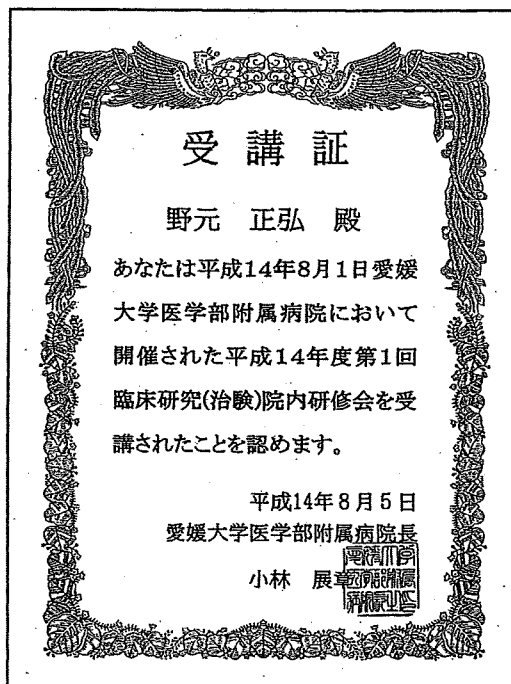 受講証
野元 正弘 殿
あなたは平成14年8月1日愛媛
大学医学部附属病院において
開催された平成14年度第1回
臨床研究(治験)院内研修会を受
講されたことを認めます。
平成14年8月5日
愛媛大学医学部附属病院長
小林 展章